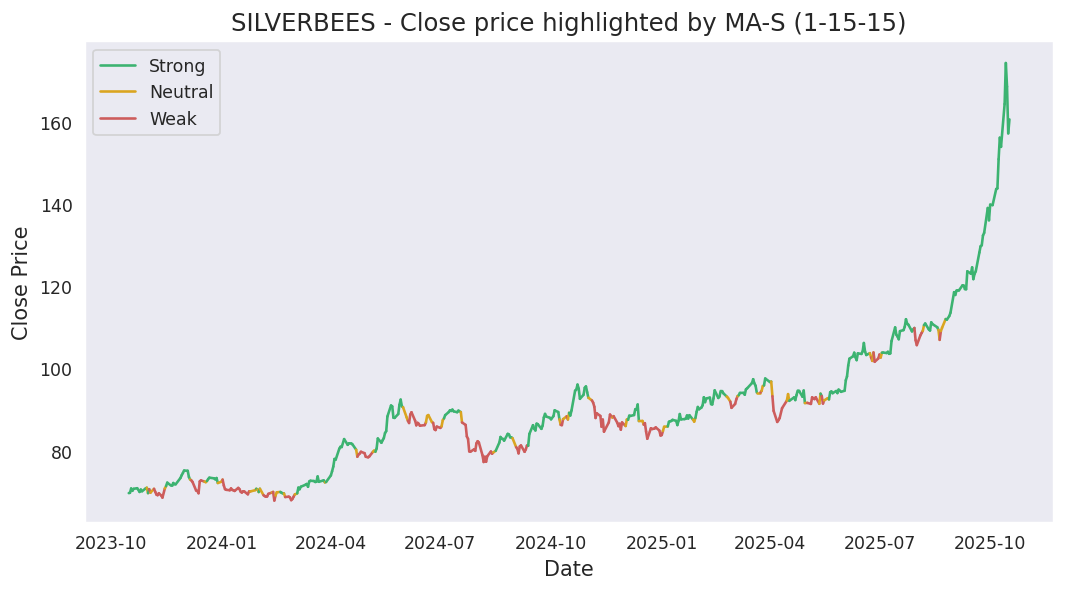 SILVERBEES - Close price highlighted by MA-S (1-15-15)
Strong
Neutral
Weak
160
140
120
100
80
Close Price
2023-10 2024-01 2024-04 2024-07 2024-10 2025-01 2025-04 2025-07 2025-10
Date